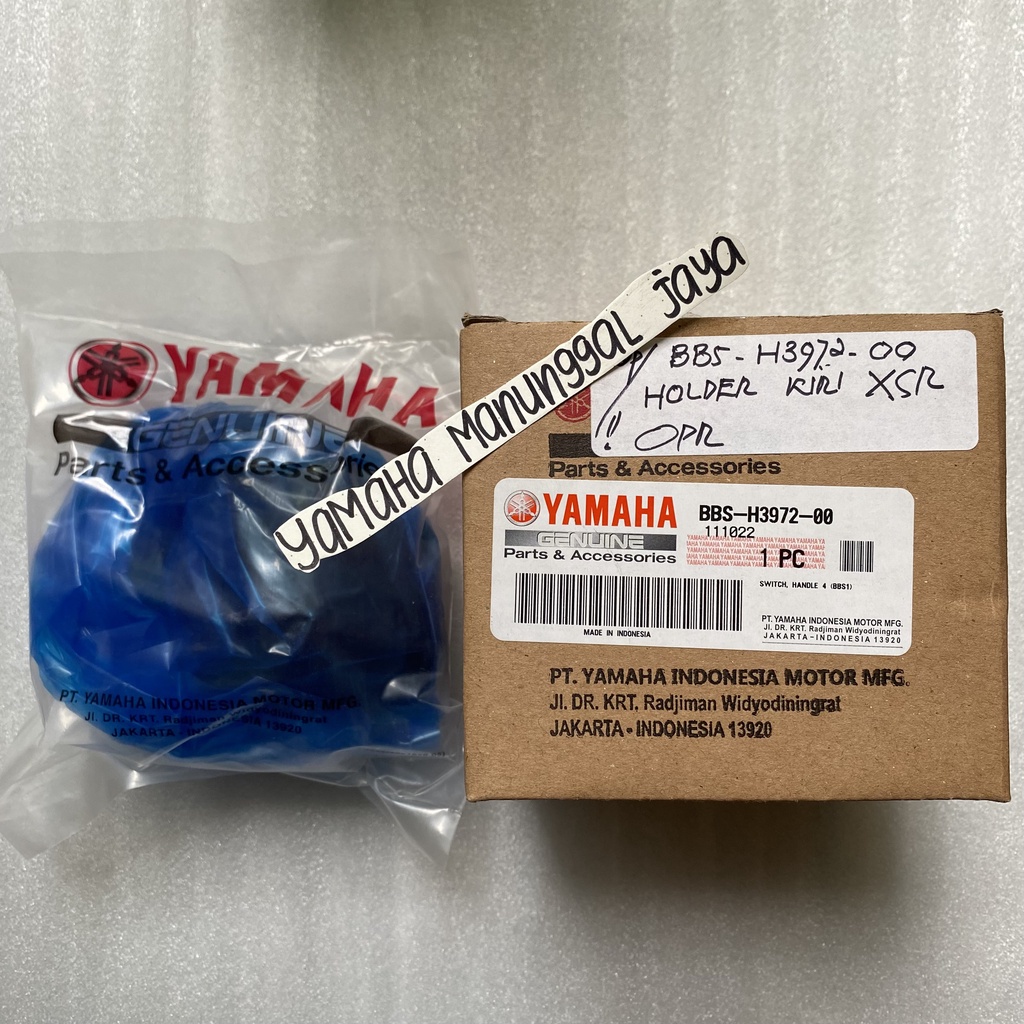 YAMAHA
GENUINE
Parts & Accessories
PT. YAMAHA INDONESIA MOTOR MFG.
Jl. DR. KRT. Radjiman Widyodiningrat
JAKARTA - INDONESIA 13920
YAMAHA Manunggal jaya
BBS-H3972-00
HOLDER KIRI XSR
!! OPR
Parts & Accessories
YAMAHA
GENUINE
Parts & Accessories
BBS-H3972-00
111022
1 PC
SWITCH, HANDLE 4 (BBS1)
MADE IN INDONESIA
PT. YAMAHA INDONESIA MOTOR MFG.
Jl. DR. KRT. Radjiman Widyodiningrat
JAKARTA-INDONESIA 13920
PT. YAMAHA INDONESIA MOTOR MFG.
Jl. DR. KRT. Radjiman Widyodiningrat
JAKARTA - INDONESIA 13920